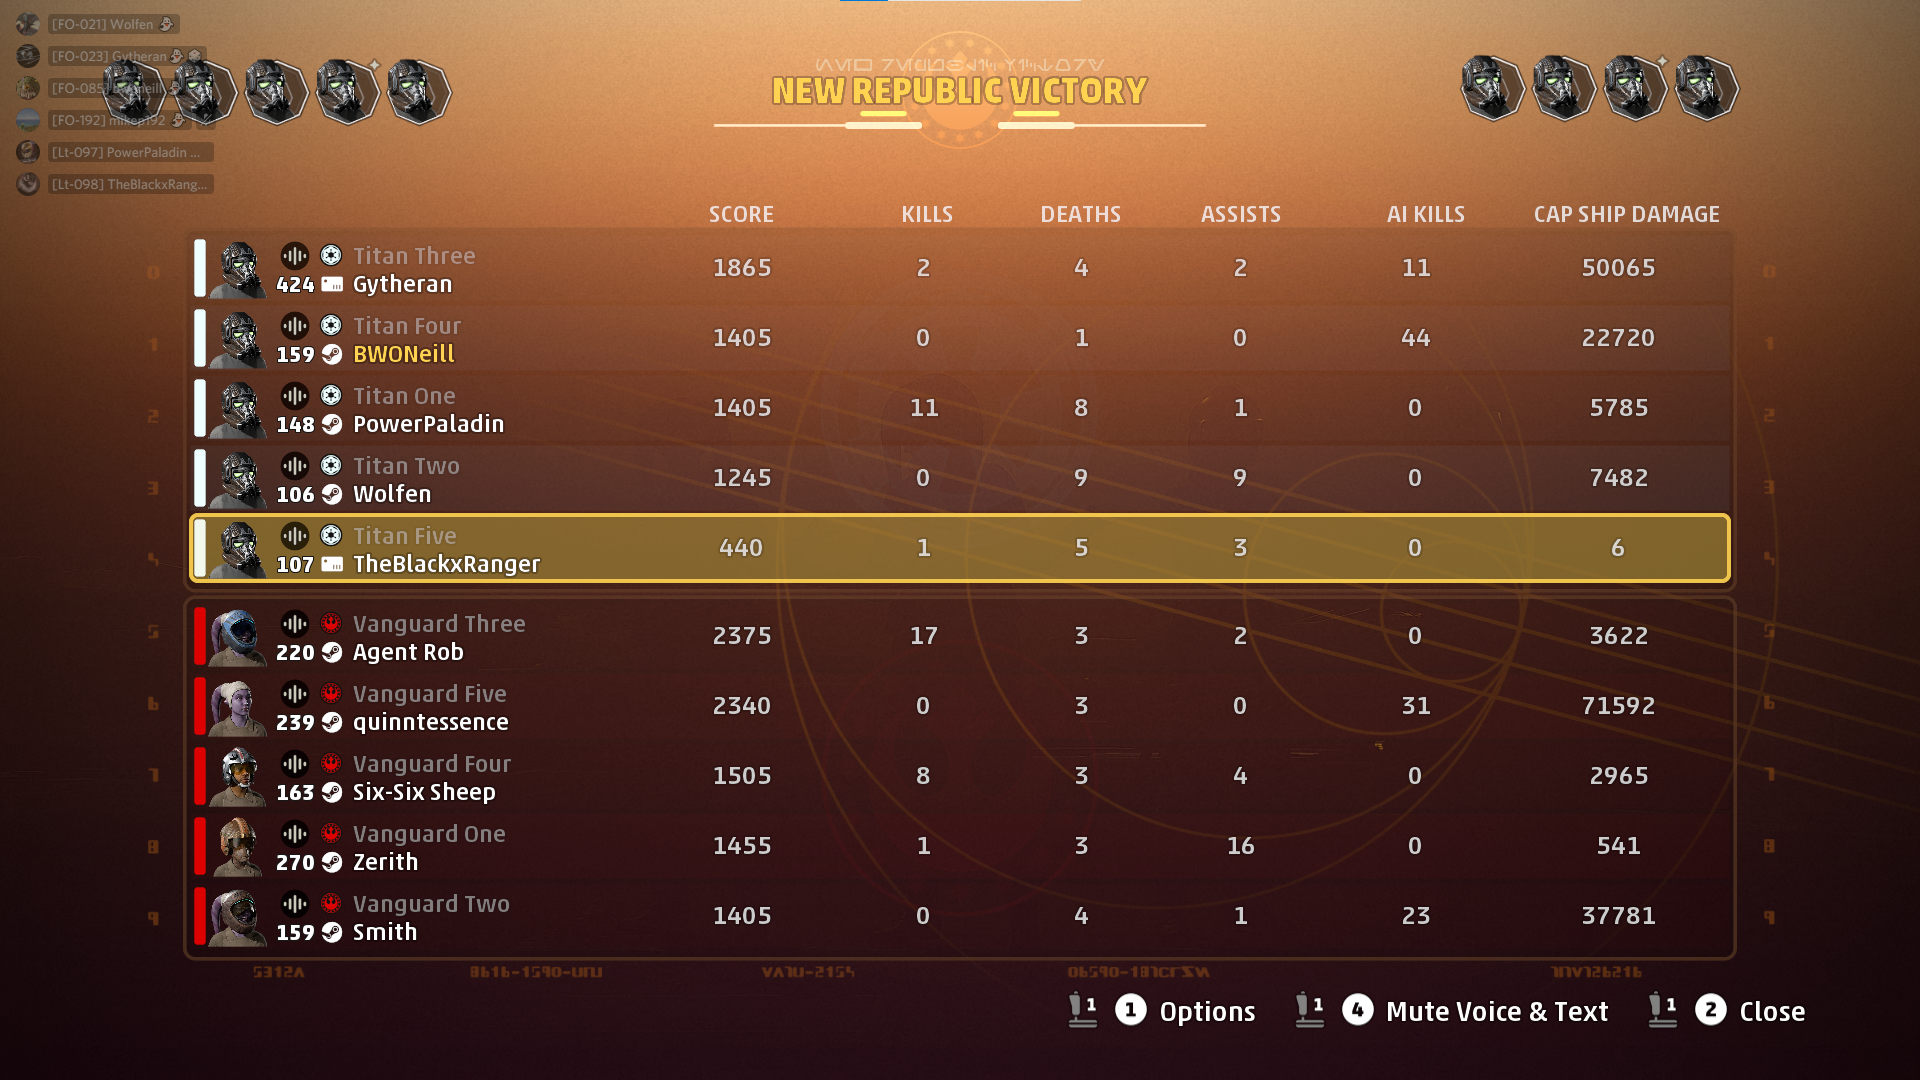 [FO-021] Wolfen
[FO-023] Gytheran
[FO-192] mikep192
[Lt-097] PowerPaladin ...
[Lt-098] TheBlackxRang...
NEW REPUBLIC VICTORY
SCORE KILLS DEATHS ASSISTS AI KILLS CAP SHIP DAMAGE
Titan Three
424 Gytheran 1865 2 4 2 11 50065
Titan Four
159 BWONeill 1405 0 1 0 44 22720
Titan One
148 PowerPaladin 1405 11 8 1 0 5785
Titan Two
106 Wolfen 1245 0 9 9 0 7482
Titan Five
107 TheBlackxRanger 440 1 5 3 0 6
Vanguard Three
220 Agent Rob 2375 17 3 2 0 3622
Vanguard Five
239 quinntessence 2340 0 3 0 31 71592
Vanguard Four
163 Six-Six Sheep 1505 8 3 4 0 2965
Vanguard One
270 Zerith 1455 1 3 16 0 541
Vanguard Two
159 Smith 1405 0 4 1 23 37781
1 1 Options 1 4 Mute Voice & Text 1 2 Close